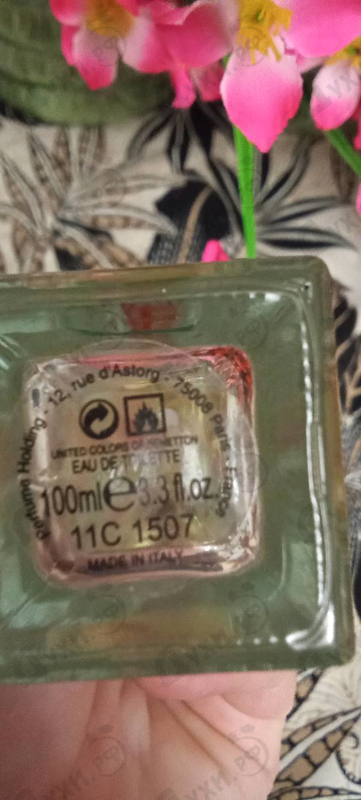 Parfume Holding - 12, rue d'Astorg - 75008 Paris - France
UNITED COLORS OF BENETTON
EAU DE TOILETTE
100ml e 3.3 fl.oz.
11C 1507
MADE IN ITALY